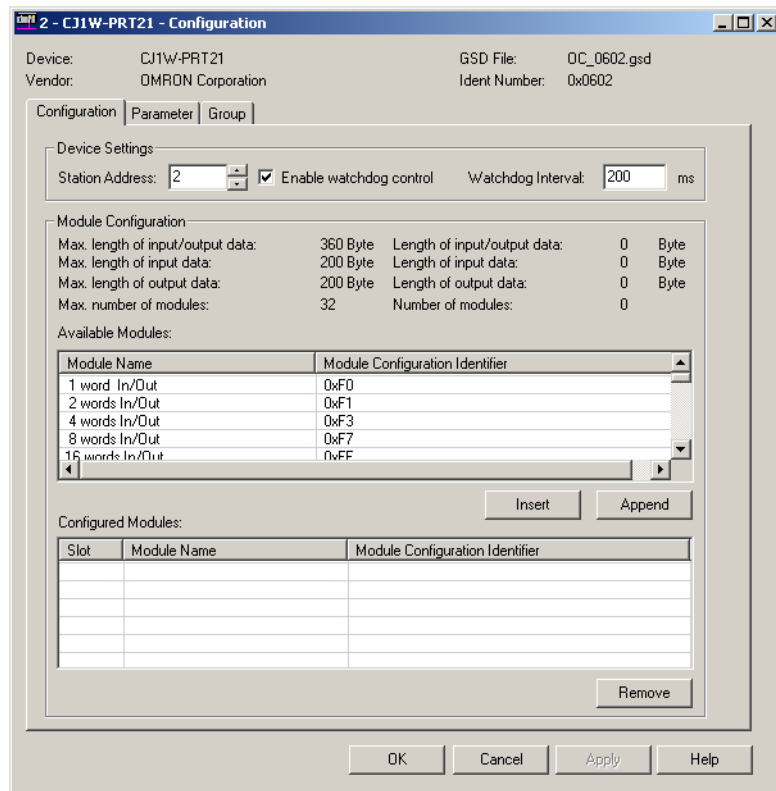 2 - CJ1W-PRT21 - Configuration
Device: CJ1W-PRT21 GSD File: OC_0602.gsd
Vendor: OMRON Corporation Ident Number: 0x0602
Configuration Parameter Group
Device Settings
Station Address: 2 Enable watchdog control Watchdog Interval: 200 ms
Module Configuration
Max. length of input/output data: 360 Byte Length of input/output data: 0 Byte
Max. length of input data: 200 Byte Length of input data: 0 Byte
Max. length of output data: 200 Byte Length of output data: 0 Byte
Max. number of modules: 32 Number of modules: 0
Available Modules:
Module Name Module Configuration Identifier
1 word In/Out 0xF0
2 words In/Out 0xF1
4 words In/Out 0xF3
8 words In/Out 0xF7
16 words In/Out 0xFF
Insert Append
Configured Modules:
Slot Module Name Module Configuration Identifier
Remove
OK Cancel Apply Help